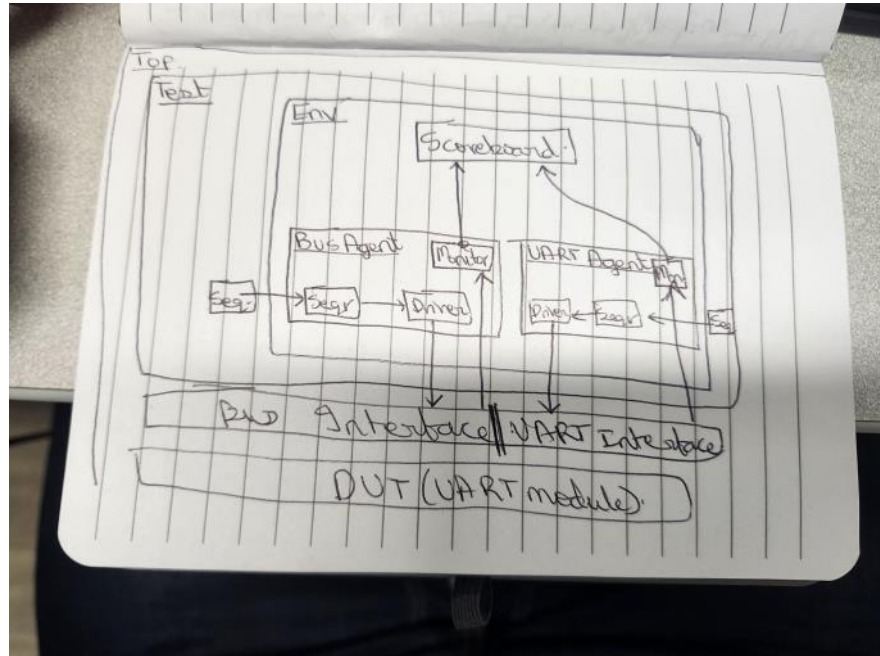 Top
Test
Env
Scoreboard
Bus Agent
Monitor
UART Agent
Mon
Seq
Seqr
Driver
Driver
Seqr
Seq
Bus Interface
UART Interface
DUT (UART module)